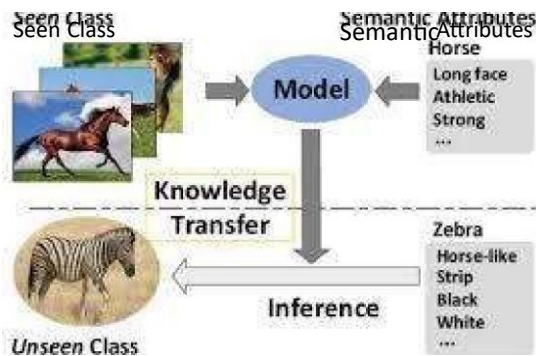 Seen Class
Seen Class
Semantic Attributes
Semantic Attributes
Horse
Long face
Athletic
Strong
...
Model
Knowledge
Transfer
Zebra
Horse-like
Strip
Black
White
...
Inference
Unseen Class